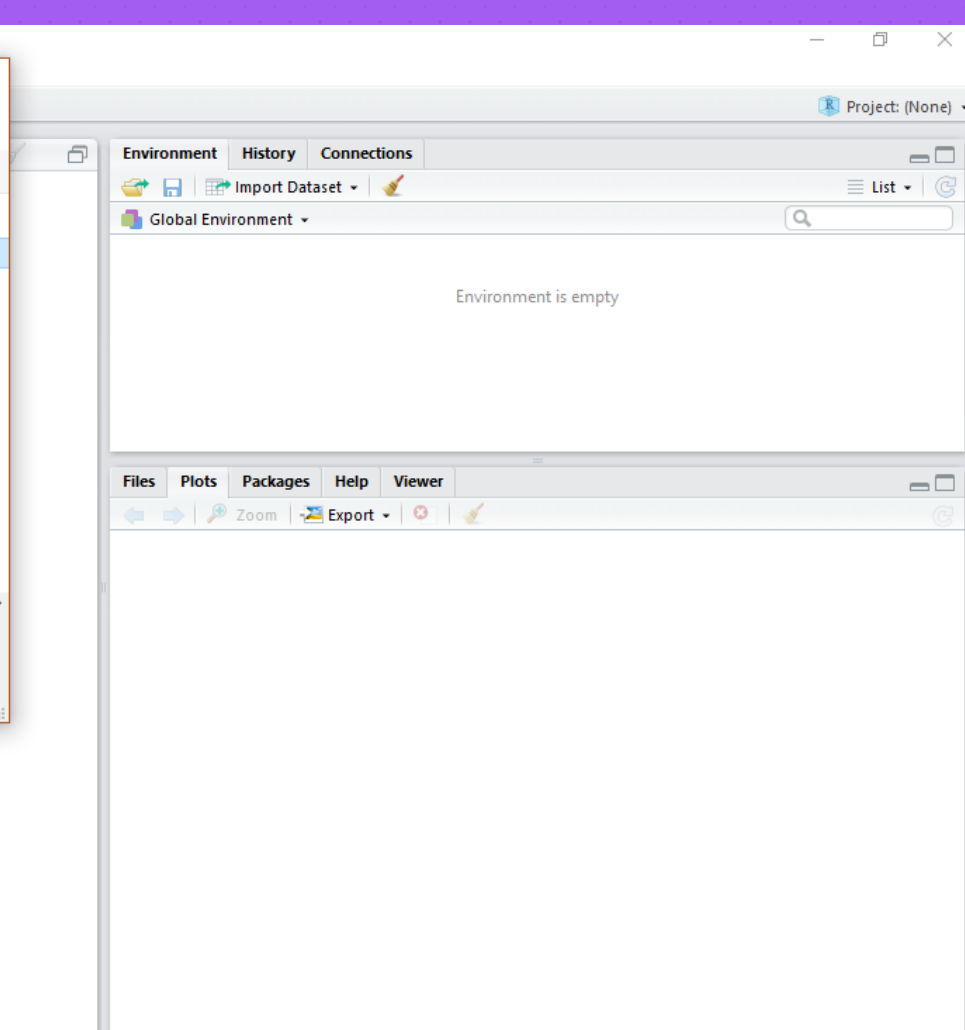 Project: (None)
Environment History Connections
Import Dataset List
Global Environment
Environment is empty
Files Plots Packages Help Viewer
Zoom Export